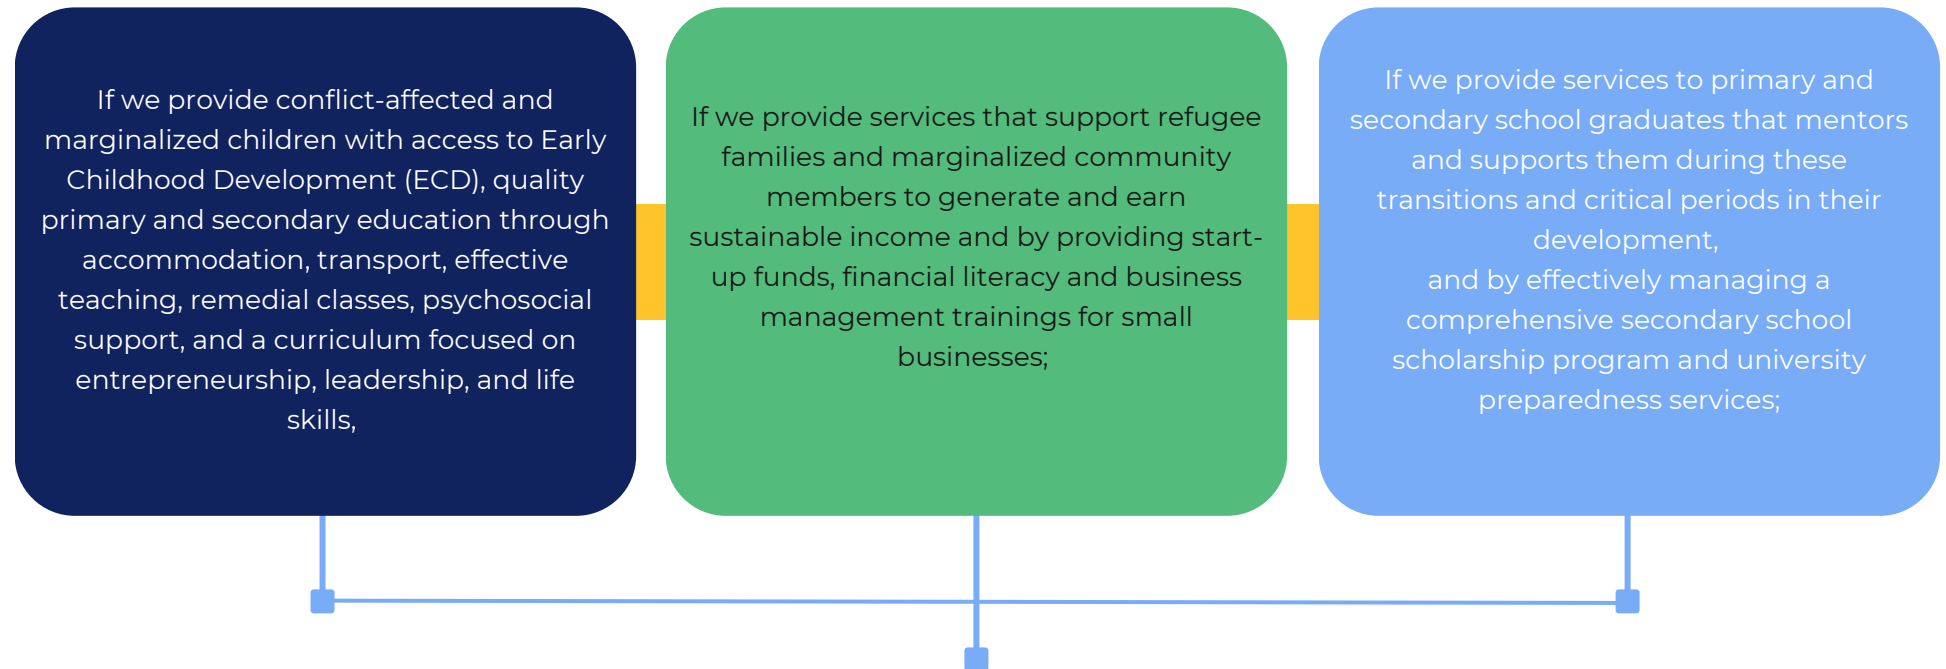 If we provide conflict-affected and
marginalized children with access to Early
Childhood Development (ECD), quality
primary and secondary education through
accommodation, transport, effective
teaching, remedial classes, psychosocial
support, and a curriculum focused on
entrepreneurship, leadership, and life
skills,
If we provide services that support refugee
families and marginalized community
members to generate and earn
sustainable income and by providing start-
up funds, financial literacy and business
management trainings for small
businesses;
If we provide services to primary and
secondary school graduates that mentors
and supports them during these
transitions and critical periods in their
development,
and by effectively managing a
comprehensive secondary school
scholarship program and university
preparedness services;